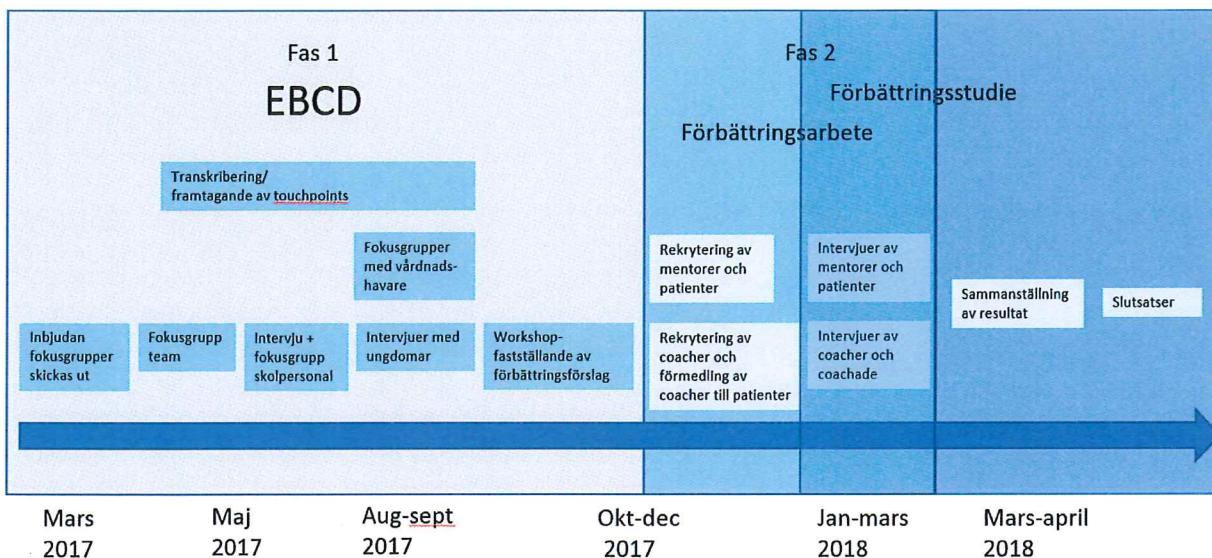 Fas 1
EBCD
Fas 2
Förbättringsstudie
Förbättringsarbete
Transkribering/
framtagande av touchpoints
Fokusgrupper
med vårdnads-
havare
Inbjudan
fokusgrupper
skickas ut
Fokusgrupp
team
Intervju +
fokusgrupp
skolpersonal
Intervjuer med
ungdomar
Workshop-
fastställande av
förbättringsförslag
Rekrytering av
mentorer och
patienter
Rekrytering av
coacher och
förmedling av
coacher till patienter
Intervjuer av
mentorer och
patienter
Intervjuer av
coacher och
coachade
Sammanställning
av resultat
Slutsatser
Mars
2017
Maj
2017
Aug-sept
2017
Okt-dec
2017
Jan-mars
2018
Mars-april
2018